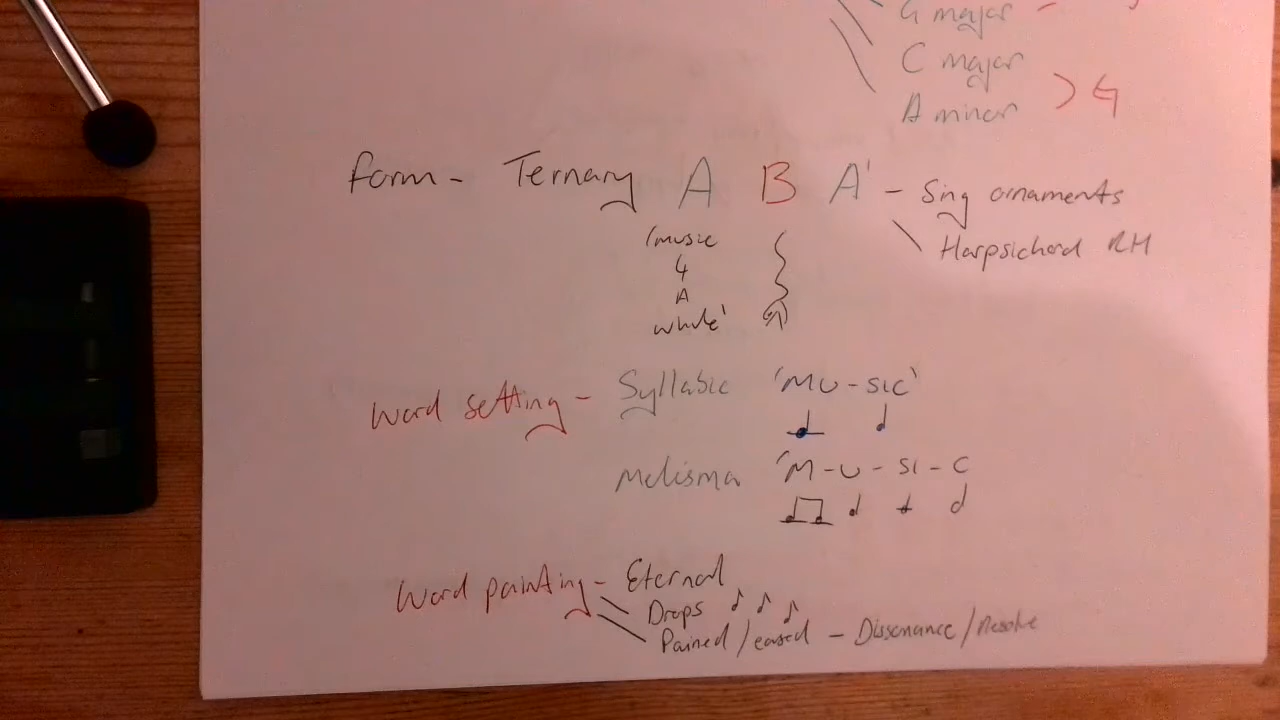 G major -
C major
A minor > G
Form - Ternary A B A' - Sing ornaments
Harpsichord RH
'music
4
A
while'
Word setting - Syllabic 'MU - SIC'
Melisma 'M - U - SI - C
Word painting - Eternal
Drops
Pained / eased - Dissonance / Resolve